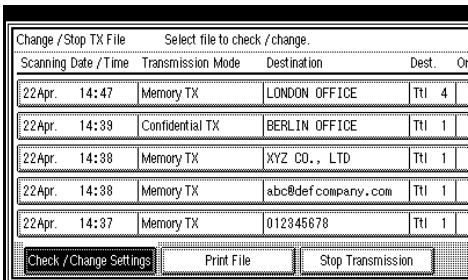 Change / Stop TX File Select file to check / change.
Scanning Date / Time Transmission Mode Destination Dest.
22Apr. 14:47 Memory TX LONDON OFFICE Ttl 4
22Apr. 14:39 Confidential TX BERLIN OFFICE Ttl 1
22Apr. 14:38 Memory TX XYZ CO., LTD Ttl 1
22Apr. 14:38 Memory TX abc@defcompany.com Ttl 1
22Apr. 14:37 Memory TX 012345678 Ttl 1
Check / Change Settings Print File Stop Transmission